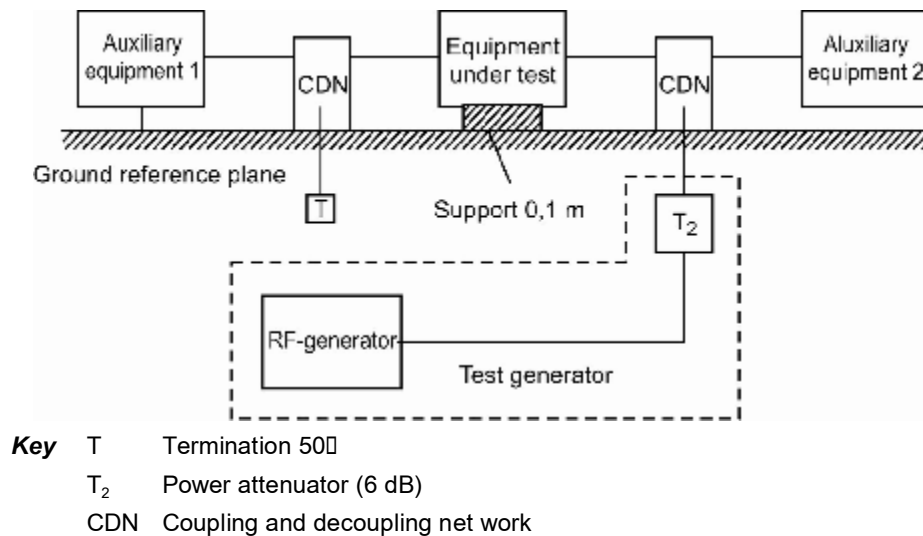 Auxiliary
equipment 1
CDN
Equipment
under test
CDN
Aluxiliary
equipment 2
Ground reference plane
T
Support 0,1 m
T₂
RF-generator
Test generator
Key T Termination 50▯
T₂ Power attenuator (6 dB)
CDN Coupling and decoupling net work